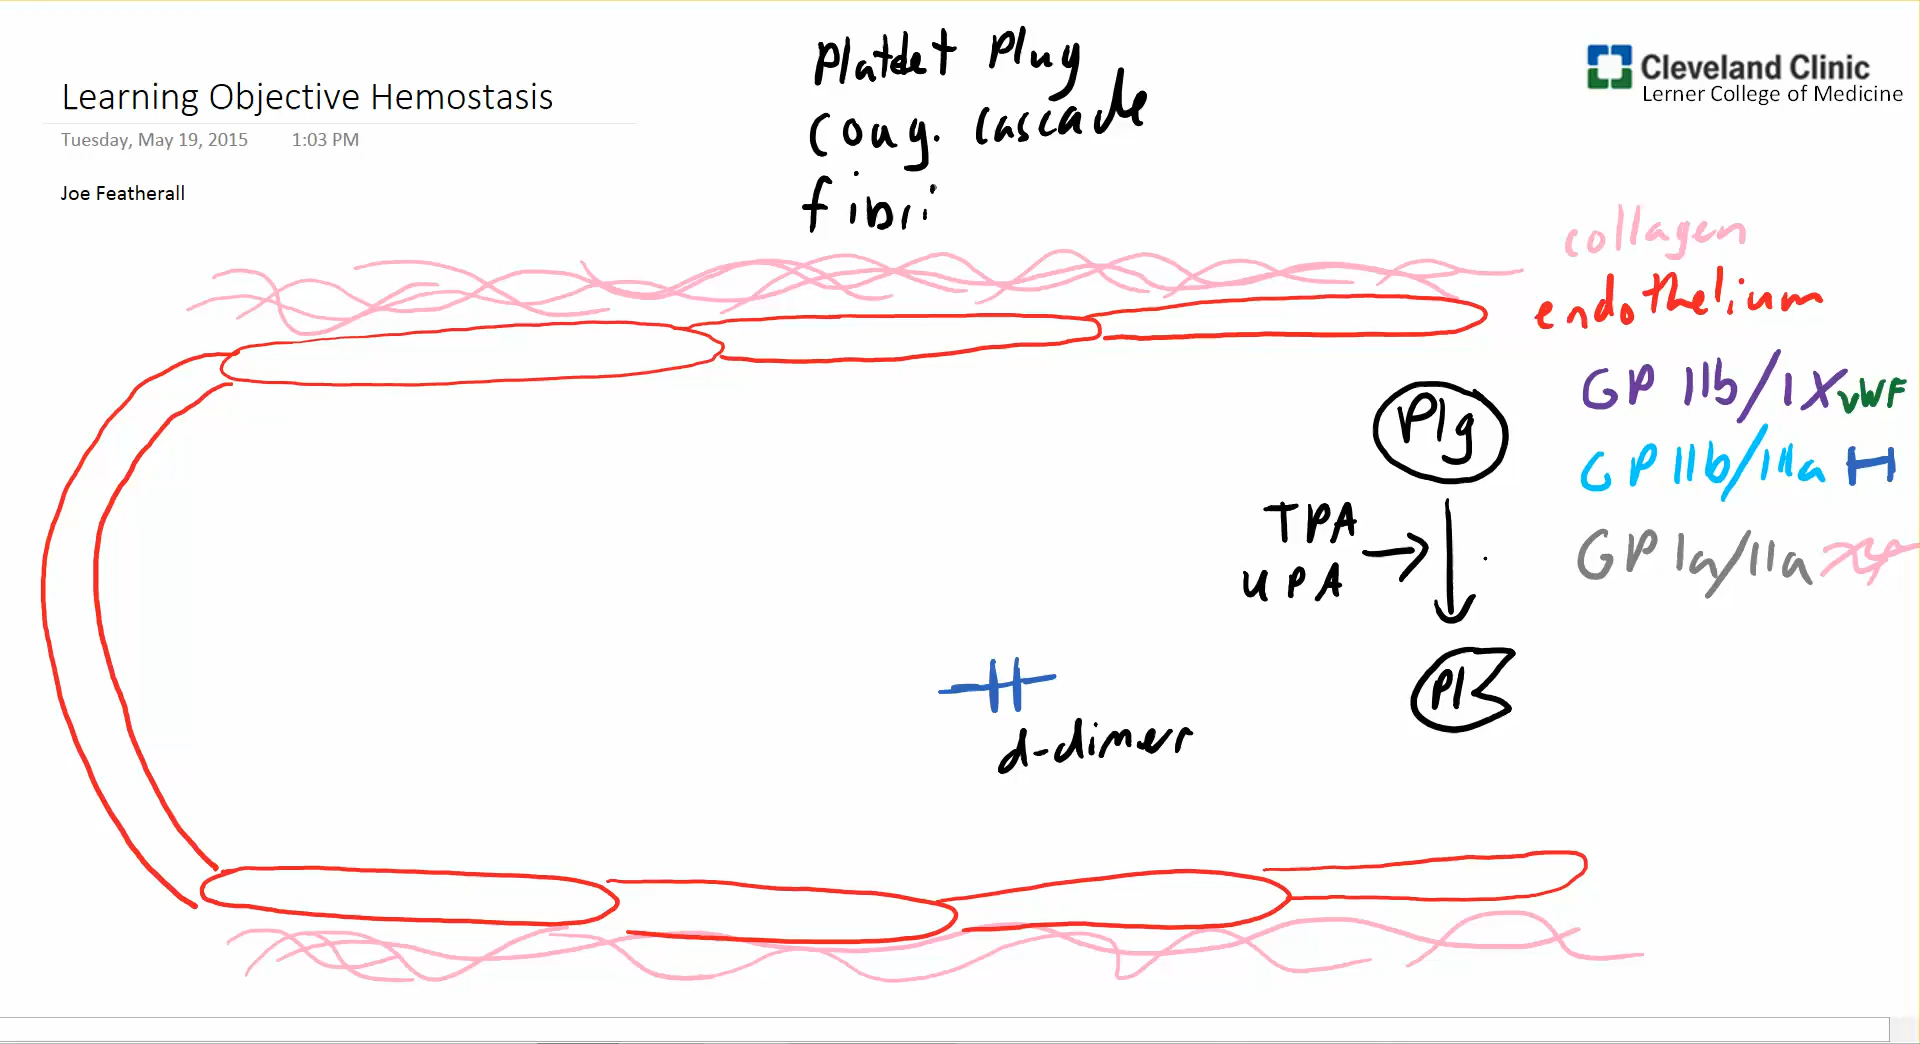 Learning Objective Hemostasis
Tuesday, May 19, 2015 1:03 PM
Joe Featherall
Platelet Plug
Coag. cascade
fibri
Cleveland Clinic
Lerner College of Medicine
collagen
endothelium
GP IIb/IX vWF
GP IIb/IIIa
GP Ia/IIa
Plg
TPA
UPA
Pl
d-dimer